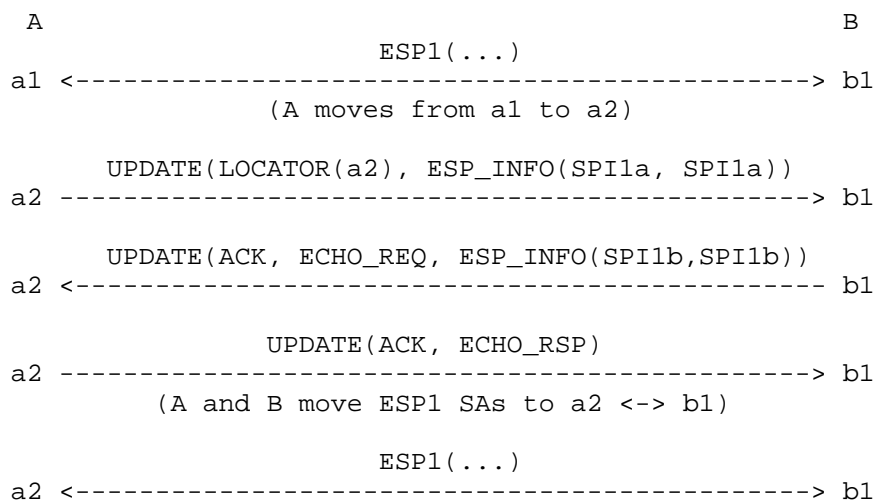 A B
ESP1(...)
a1 <-----------------------------------------------> b1
(A moves from a1 to a2)
UPDATE(LOCATOR(a2), ESP_INFO(SPI1a, SPI1a))
a2 ------------------------------------------------> b1
UPDATE(ACK, ECHO_REQ, ESP_INFO(SPI1b,SPI1b))
a2 <------------------------------------------------ b1
UPDATE(ACK, ECHO_RSP)
a2 ------------------------------------------------> b1
(A and B move ESP1 SAs to a2 <-> b1)
ESP1(...)
a2 <-----------------------------------------------> b1